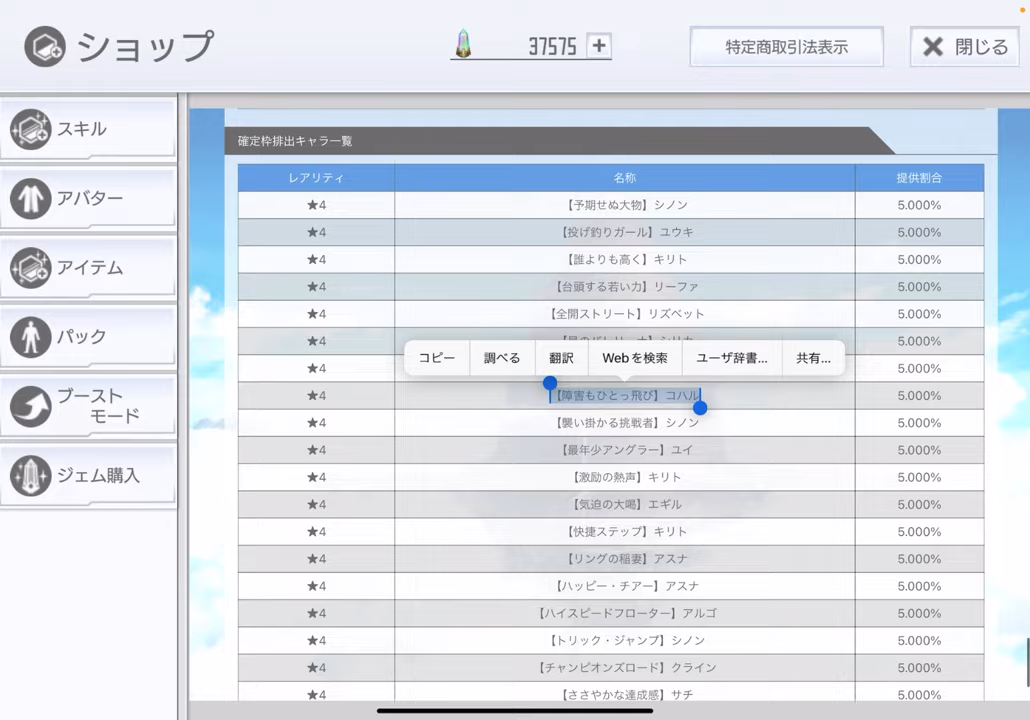 ショップ
37575 +
特定商取引法表示
閉じる
スキル
アバター
アイテム
パック
ブースト
モード
ジェム購入
確定枠排出キャラ一覧
レアリティ 名称 提供割合
★4 【予期せぬ大物】シノン 5.000%
★4 【投げ釣りガール】ユウキ 5.000%
★4 【誰よりも高く】キリト 5.000%
★4 【台頭する若い力】リーファ 5.000%
★4 【全開ストリート】リズベット 5.000%
★4 5.000%
コピー 調べる 翻訳 Webを検索 ユーザ辞書... 共有...
★4 5.000%
★4 【障害もひとっ飛び】コハル 5.000%
★4 【襲い掛かる挑戦者】シノン 5.000%
★4 【最年少アングラー】ユイ 5.000%
★4 【激励の熱声】キリト 5.000%
★4 【気迫の大喝】エギル 5.000%
★4 【快捷ステップ】キリト 5.000%
★4 【リングの稲妻】アスナ 5.000%
★4 【ハッピー・チアー】アスナ 5.000%
★4 【ハイスピードフローター】アルゴ 5.000%
★4 【トリック・ジャンプ】シノン 5.000%
★4 【チャンピオンズロード】クライン 5.000%
★4 【ささやかな達成感】サチ 5.000%